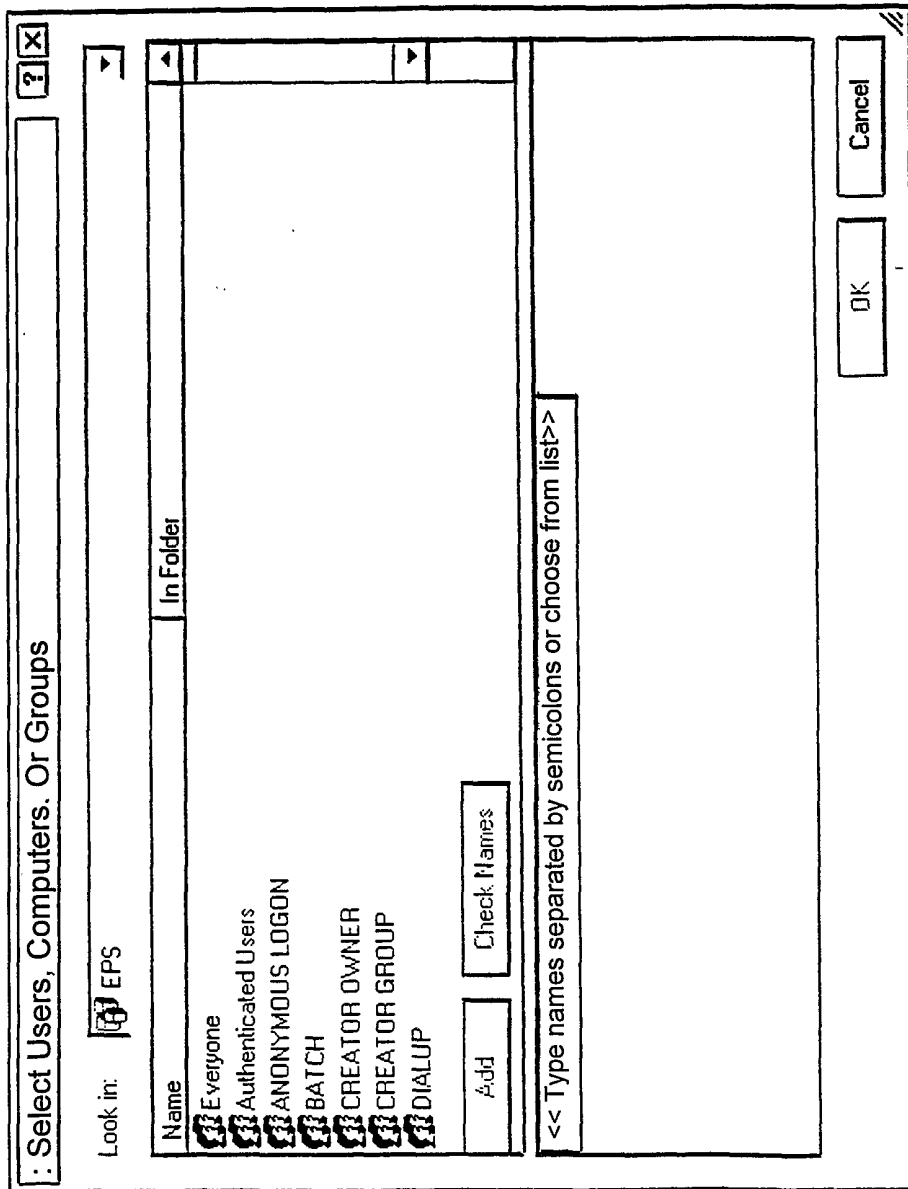 : Select Users, Computers. Or Groups
? X
Look in: EPS
Name In Folder
Everyone
Authenticated Users
ANONYMOUS LOGON
BATCH
CREATOR OWNER
CREATOR GROUP
DIALUP
Add Check Names
<< Type names separated by semicolons or choose from list>>
OK Cancel